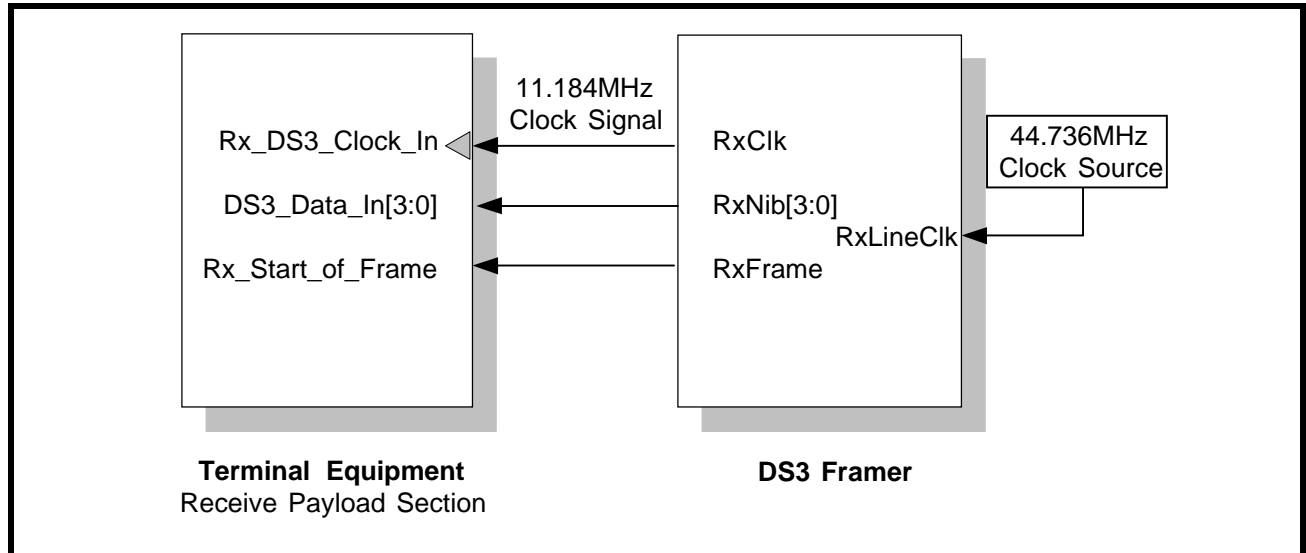 11.184MHz
Clock Signal
Rx_DS3_Clock_In
RxClk
44.736MHz
Clock Source
DS3_Data_In[3:0]
RxNib[3:0]
RxLineClk
Rx_Start_of_Frame
RxFrame
Terminal Equipment
Receive Payload Section
DS3 Framer